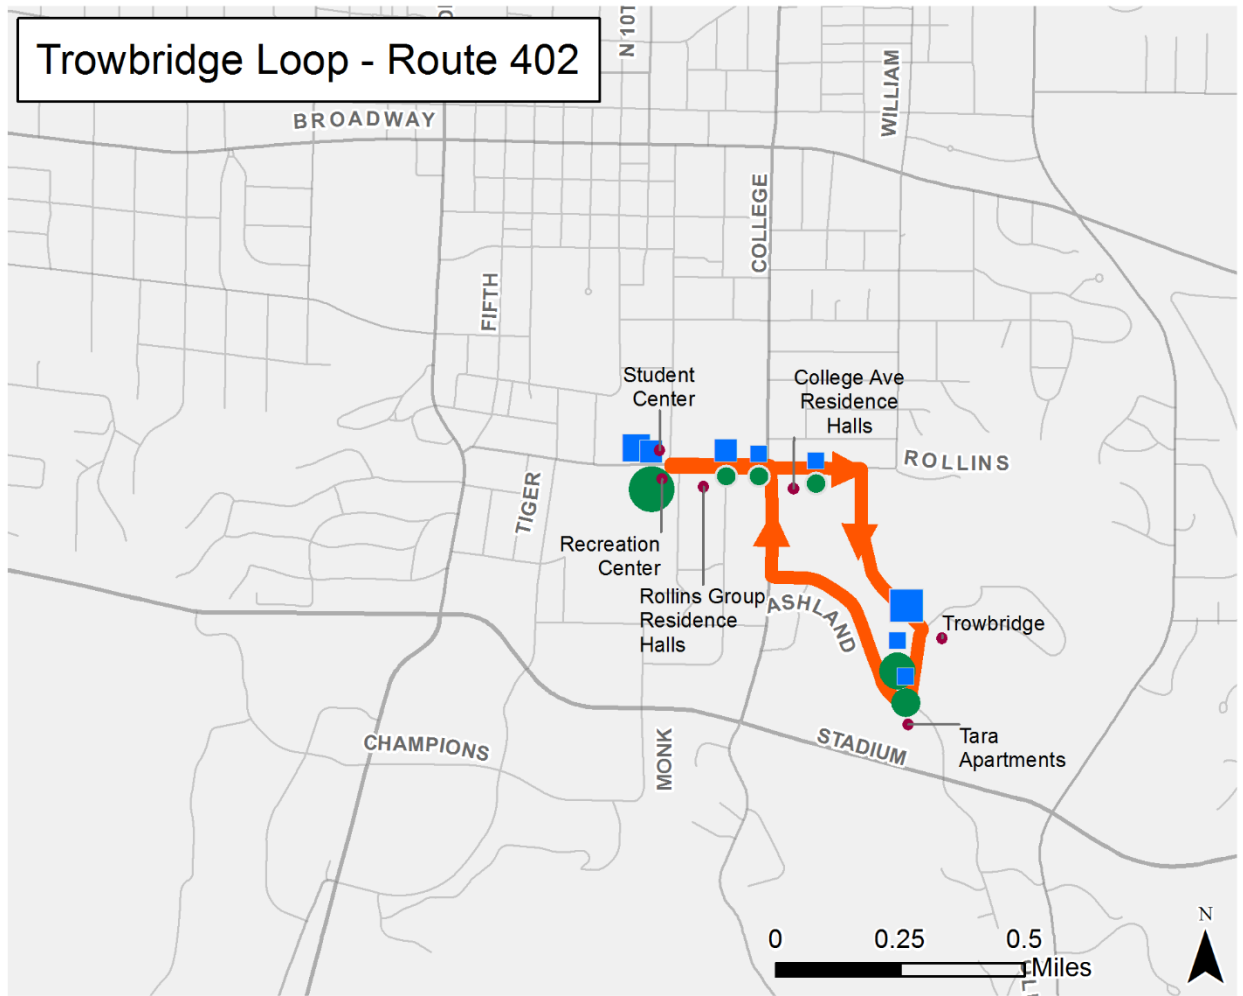 Trowbridge Loop - Route 402
N 10T
WILLIAM
BROADWAY
COLLEGE
FIFTH
Student
Center
College Ave
Residence
Halls
ROLLINS
TIGER
Recreation
Center
Rollins Group
Residence
Halls
ASHLAND
Trowbridge
CHAMPIONS
MONK
STADIUM
Tara
Apartments
N
0 0.25 0.5
Miles